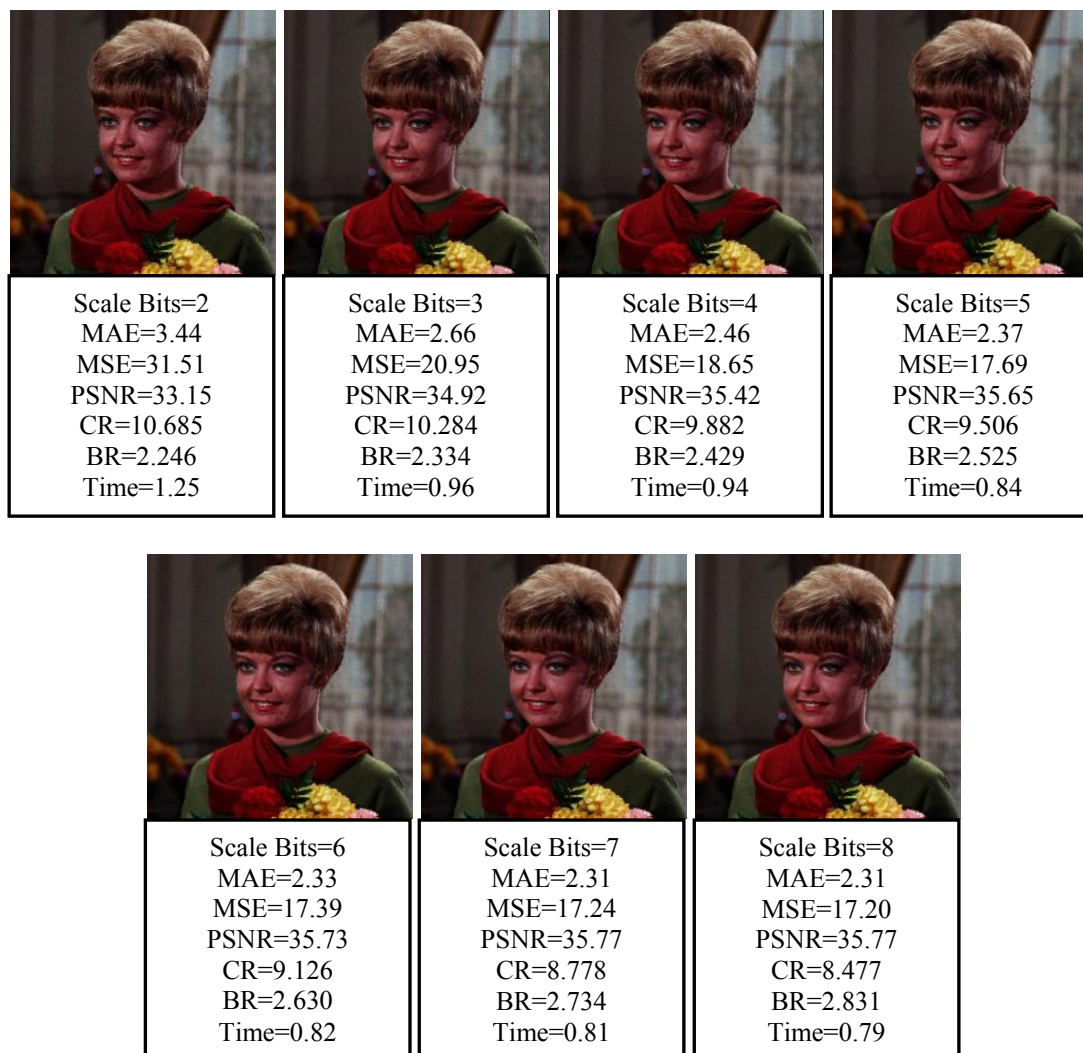 Scale Bits=2
MAE=3.44
MSE=31.51
PSNR=33.15
CR=10.685
BR=2.246
Time=1.25
Scale Bits=3
MAE=2.66
MSE=20.95
PSNR=34.92
CR=10.284
BR=2.334
Time=0.96
Scale Bits=4
MAE=2.46
MSE=18.65
PSNR=35.42
CR=9.882
BR=2.429
Time=0.94
Scale Bits=5
MAE=2.37
MSE=17.69
PSNR=35.65
CR=9.506
BR=2.525
Time=0.84
Scale Bits=6
MAE=2.33
MSE=17.39
PSNR=35.73
CR=9.126
BR=2.630
Time=0.82
Scale Bits=7
MAE=2.31
MSE=17.24
PSNR=35.77
CR=8.778
BR=2.734
Time=0.81
Scale Bits=8
MAE=2.31
MSE=17.20
PSNR=35.77
CR=8.477
BR=2.831
Time=0.79